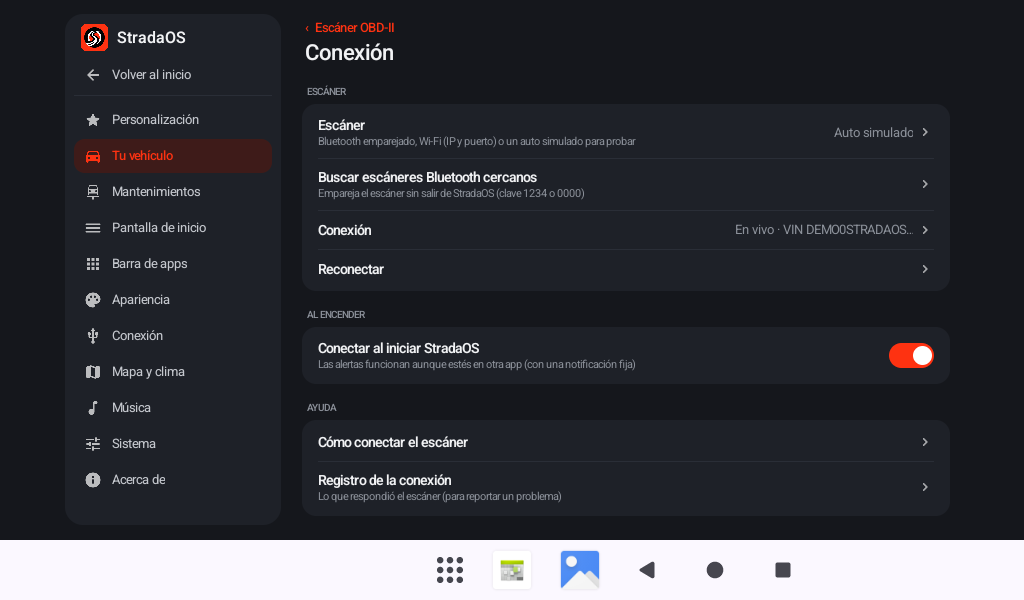 StradaOS
Volver al inicio
Personalización
Tu vehículo
Mantenimientos
Pantalla de inicio
Barra de apps
Apariencia
Conexión
Mapa y clima
Música
Sistema
Acerca de
‹ Escáner OBD-II
Conexión
ESCÁNER
Escáner
Bluetooth emparejado, Wi-Fi (IP y puerto) o un auto simulado para probar
Auto simulado
Buscar escáneres Bluetooth cercanos
Empareja el escáner sin salir de StradaOS (clave 1234 o 0000)
Conexión
En vivo · VIN DEMO0STRADAOS...
Reconectar
AL ENCENDER
Conectar al iniciar StradaOS
Las alertas funcionan aunque estés en otra app (con una notificación fija)
AYUDA
Cómo conectar el escáner
Registro de la conexión
Lo que respondió el escáner (para reportar un problema)